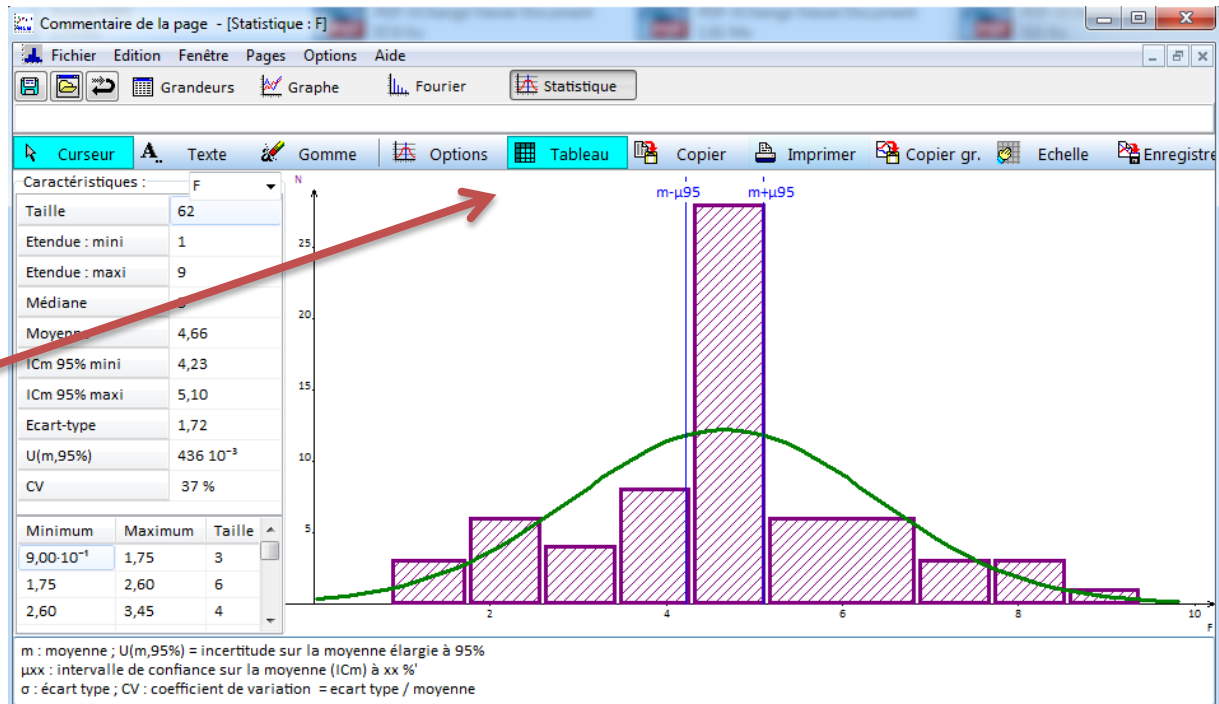 Commentaire de la page - [Statistique : F]
Fichier Edition Fenêtre Pages Options Aide
Grandeurs Graphe Fourier Statistique
Curseur A.. Texte Gomme Options Tableau Copier Imprimer Copier gr. Echelle Enregistre
Caractéristiques : F
Taille 62
Etendue : mini 1
Etendue : maxi 9
Médiane
Moyenne 4,66
ICm 95% mini 4,23
ICm 95% maxi 5,10
Ecart-type 1,72
U(m,95%) 436 10⁻³
CV 37 %
Minimum Maximum Taille
9,00·10⁻¹ 1,75 3
1,75 2,60 6
2,60 3,45 4
N
m-µ95 m+µ95
25
20
15
10
5
2 4 6 8 10
F
m : moyenne ; U(m,95%) = incertitude sur la moyenne élargie à 95%
µxx : intervalle de confiance sur la moyenne (ICm) à xx %'
σ : écart type ; CV : coefficient de variation = ecart type / moyenne